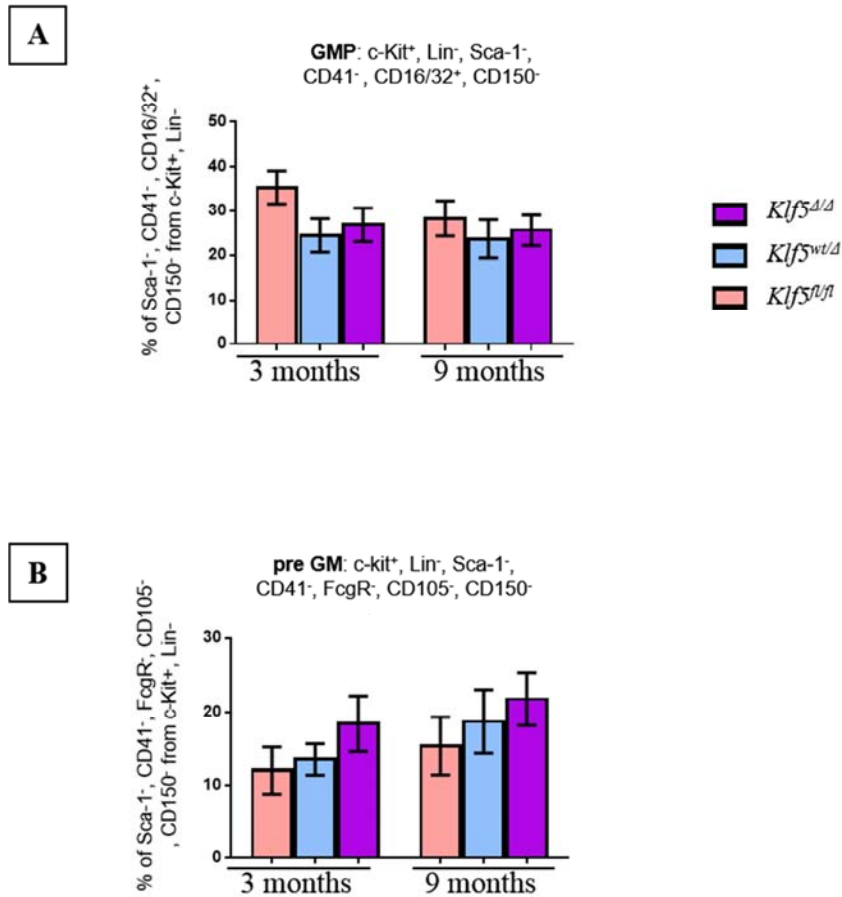 A
GMP: c-Kit⁺, Lin⁻, Sca-1⁻,
CD41⁻, CD16/32⁺, CD150⁻
% of Sca-1⁻, CD41⁻, CD16/32⁺,
CD150⁻ from c-Kit+, Lin-
50
40
30
20
10
0
3 months
9 months
Klf5Δ/Δ
Klf5wt/Δ
Klf5fl/fl
B
pre GM: c-kit⁺, Lin⁻, Sca-1⁻,
CD41⁻, FcgR⁻, CD105⁻, CD150⁻
% of Sca-1⁻, CD41⁻, FcgR⁻, CD105⁻
, CD150⁻ from c-Kit+, Lin-
30
20
10
0
3 months
9 months